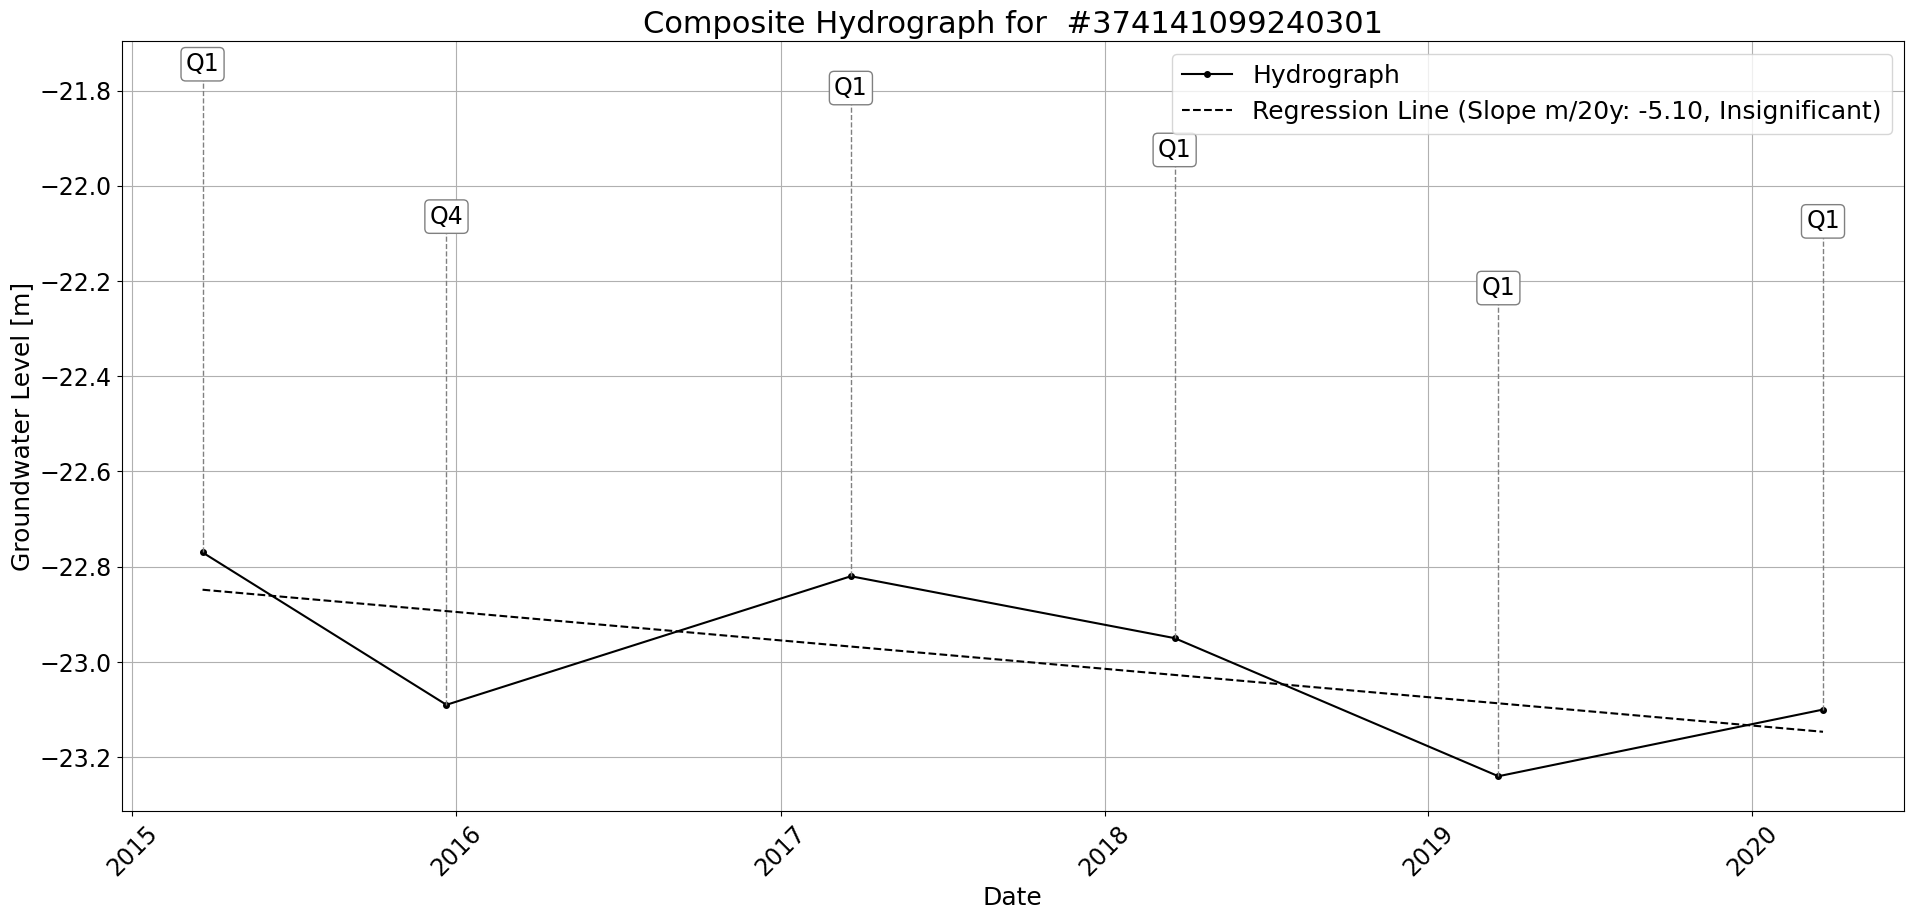 Composite Hydrograph for  #374141099240301
Hydrograph
Regression Line (Slope m/20y: -5.10, Insignificant)
Q1
Q4
Q1
Q1
Q1
Q1
Groundwater Level [m]
−21.8
−22.0
−22.2
−22.4
−22.6
−22.8
−23.0
−23.2
2015
2016
2017
2018
2019
2020
Date